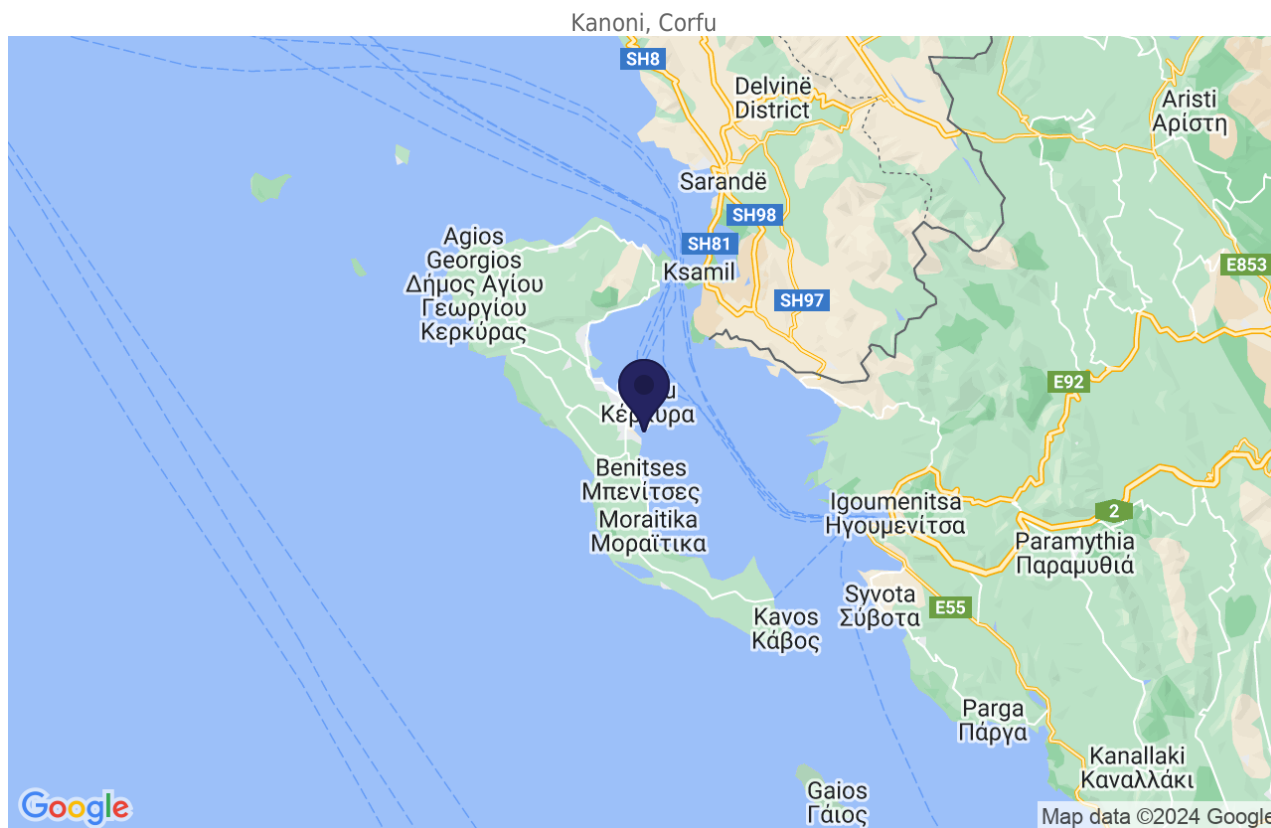 Kanoni, Corfu
SH8
Delvinë
District
Aristi
Αρίστη
Sarandë
SH98
Agios
Georgios
Δήμος Αγίου
Γεωργίου
Κερκύρας
SH81
Ksamil
E853
SH97
E92
Benitses
Μπενίτσες
Moraitika
Μοραϊτικα
Igoumenitsa
Ηγουμενίτσα
2
Paramythia
Παραμυθιά
Syvota
Σύβοτα
E55
Kavos
Κάβος
Parga
Πάργα
Kanallaki
Καναλλάκι
Gaios
Γάιος
Google
Map data ©2024 Google